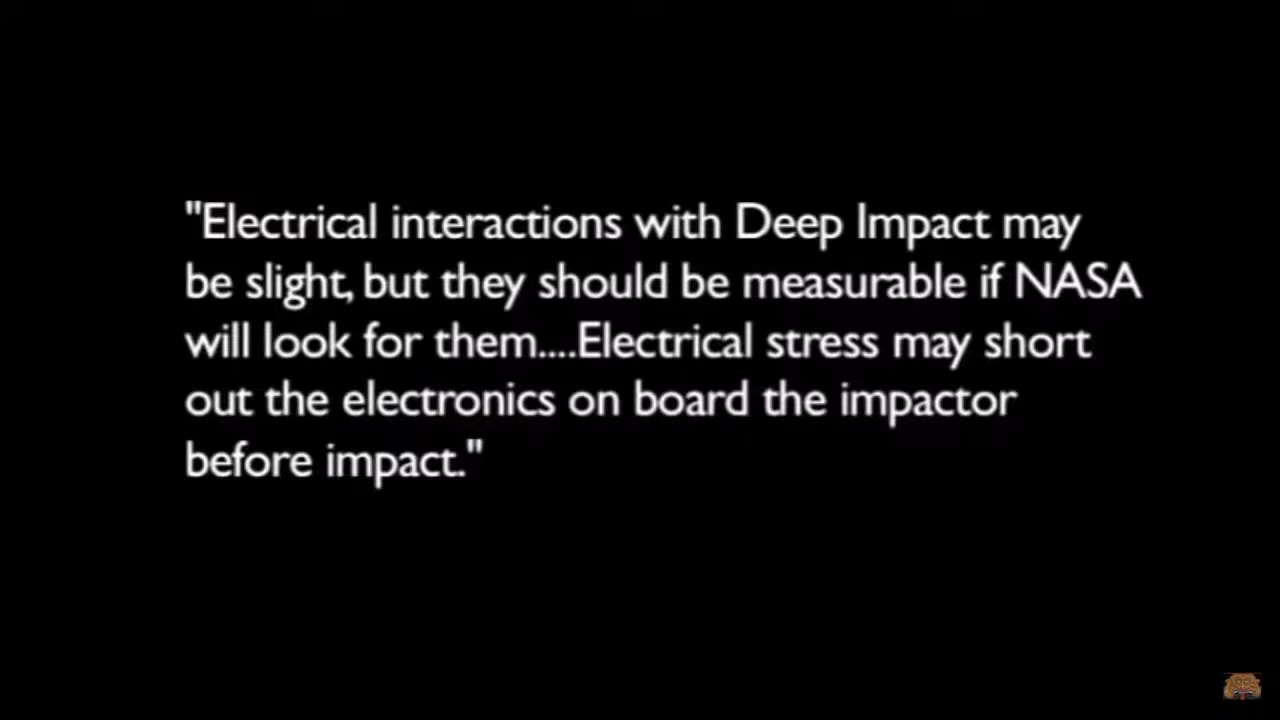 "Electrical interactions with Deep Impact may
be slight, but they should be measurable if NASA
will look for them....Electrical stress may short
out the electronics on board the impactor
before impact."